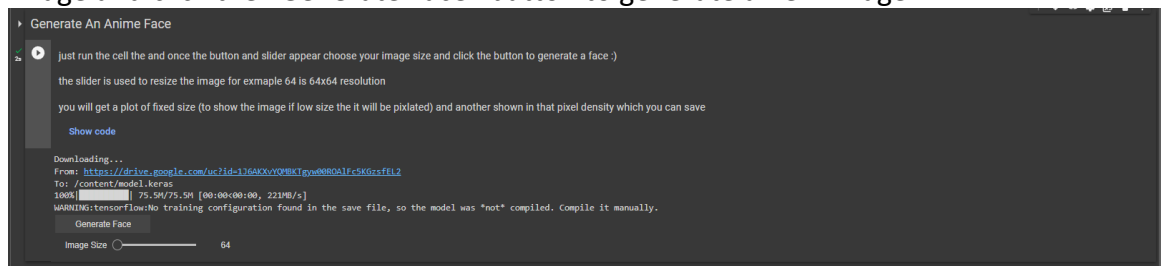 button to generate a
Generate An Anime Face
2s
just run the cell the and once the button and slider appear choose your image size and click the button to generate a face :)
the slider is used to resize the image for exmaple 64 is 64x64 resolution
you will get a plot of fixed size (to show the image if low size the it will be pixlated) and another shown in that pixel density which you can save
Show code
Downloading...
From: https://drive.google.com/uc?id=1J6AKXvYQMBKTgyw00ROAlFc5KGzsfEL2
To: /content/model.keras
100%| | 75.5M/75.5M [00:00<00:00, 221MB/s]
WARNING:tensorflow:No training configuration found in the save file, so the model was *not* compiled. Compile it manually.
Generate Face
Image Size 64